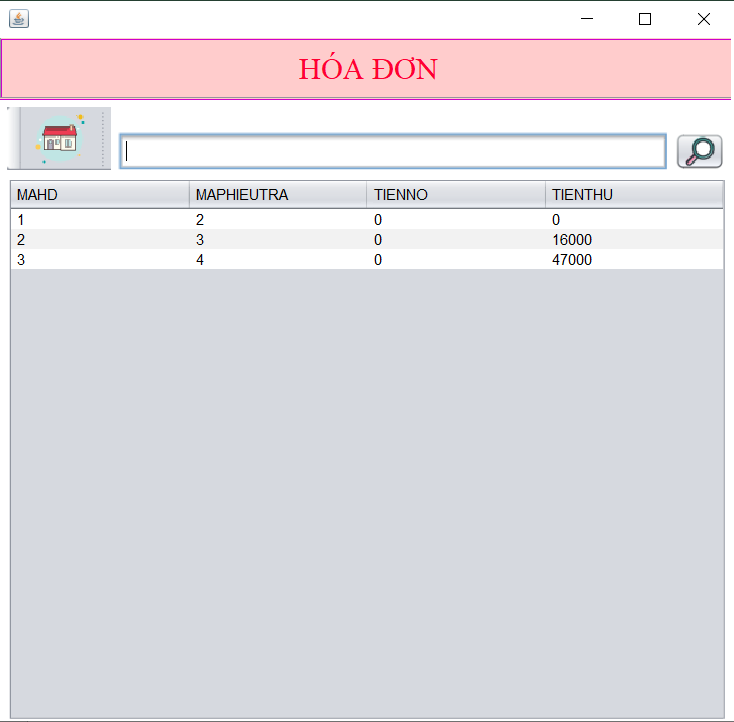 HÓA ĐƠN
MAHD MAPHIEUTRA TIENNO TIENTHU
1 2 0 0
2 3 0 16000
3 4 0 47000